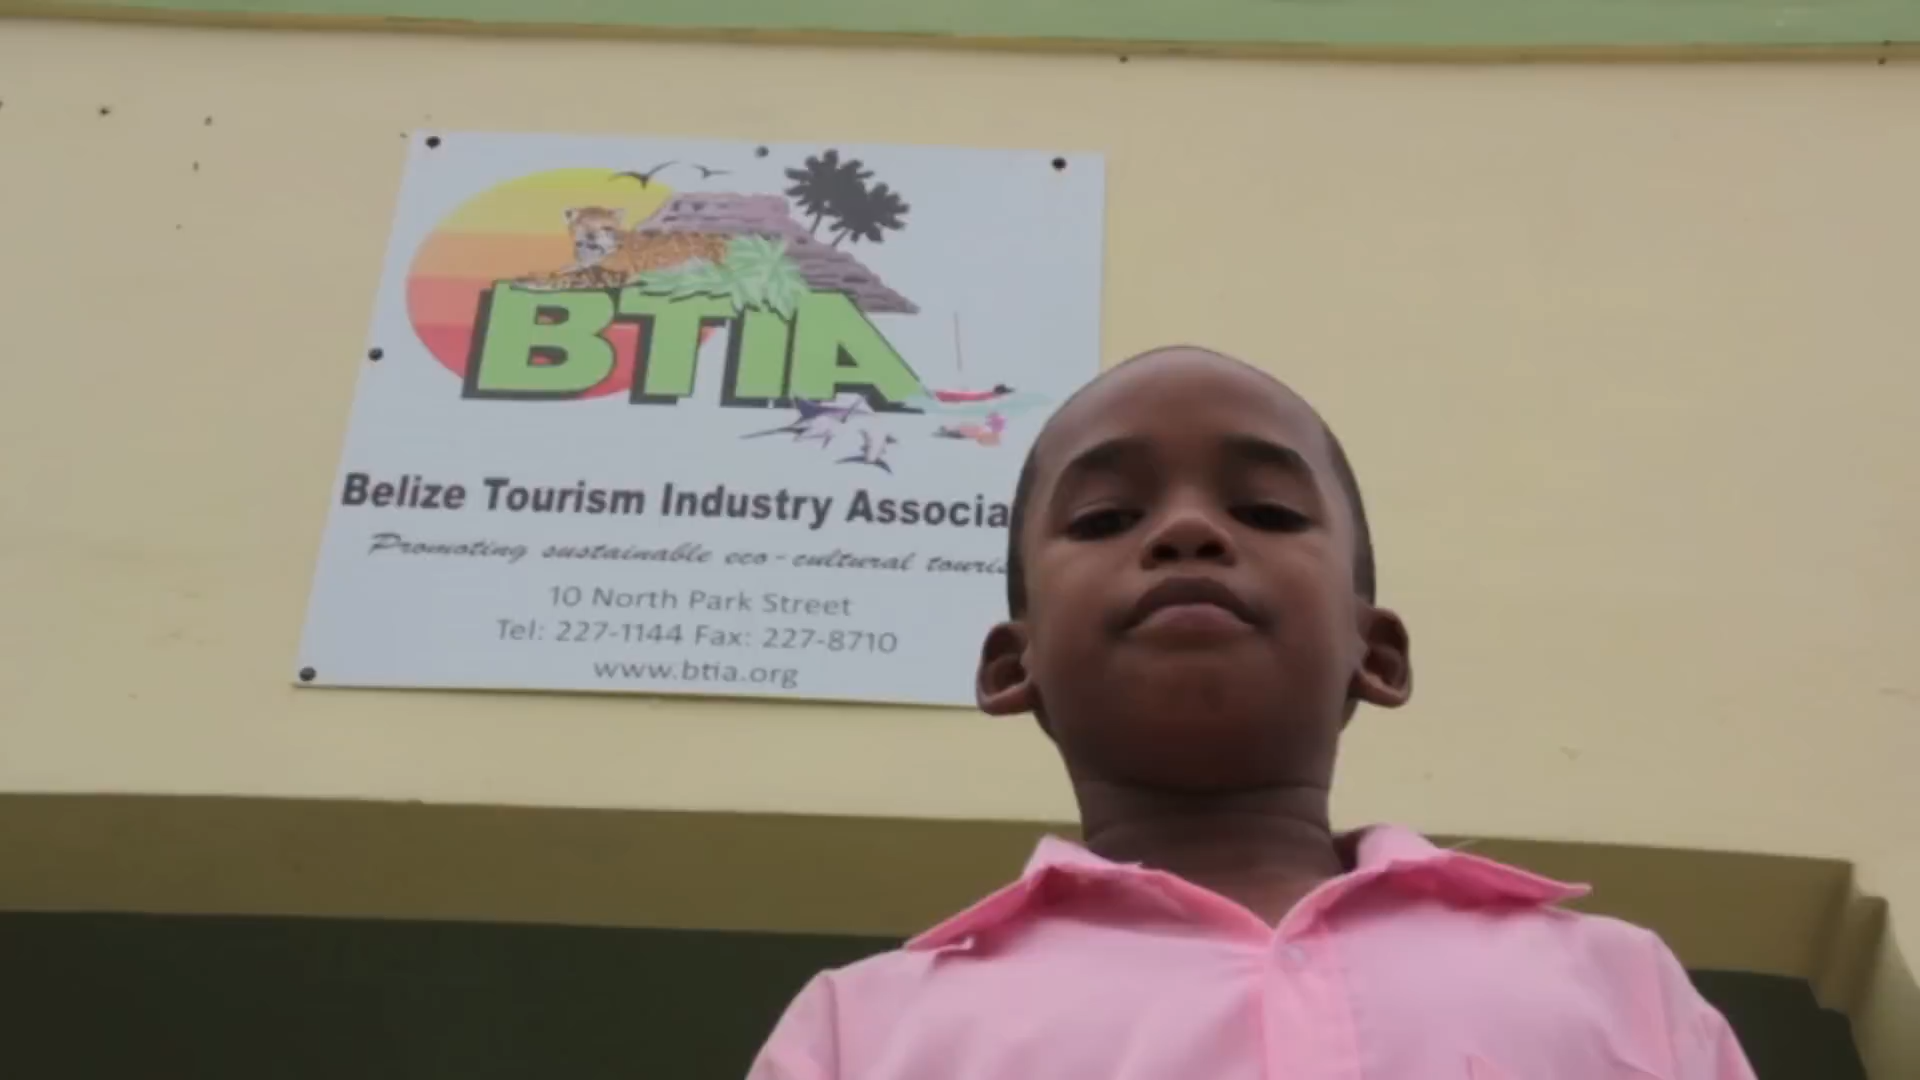 BTIA
Belize Tourism Industry Associa
Promoting sustainable eco-cultural touris
10 North Park Street
Tel: 227-1144 Fax: 227-8710
www.btia.org